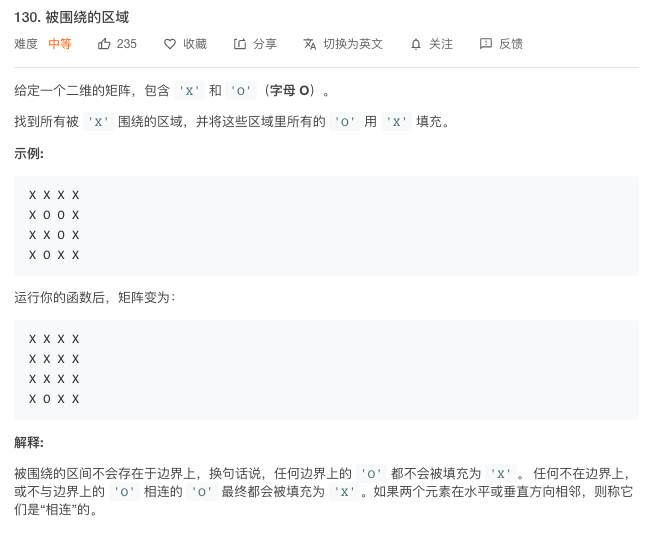 130. 被围绕的区域
难度 中等 235 收藏 分享 切换为英文 关注 反馈
给定一个二维的矩阵，包含 'X' 和 'O'（字母 O）。
找到所有被 'X' 围绕的区域，并将这些区域里所有的 'O' 用 'X' 填充。
示例:
X X X X
X O O X
X X O X
X O X X
运行你的函数后，矩阵变为：
X X X X
X X X X
X X X X
X O X X
解释:
被围绕的区间不会存在于边界上，换句话说，任何边界上的 'O' 都不会被填充为 'X'。 任何不在边界上，
或不与边界上的 'O' 相连的 'O' 最终都会被填充为 'X'。如果两个元素在水平或垂直方向相邻，则称它
们是“相连”的。